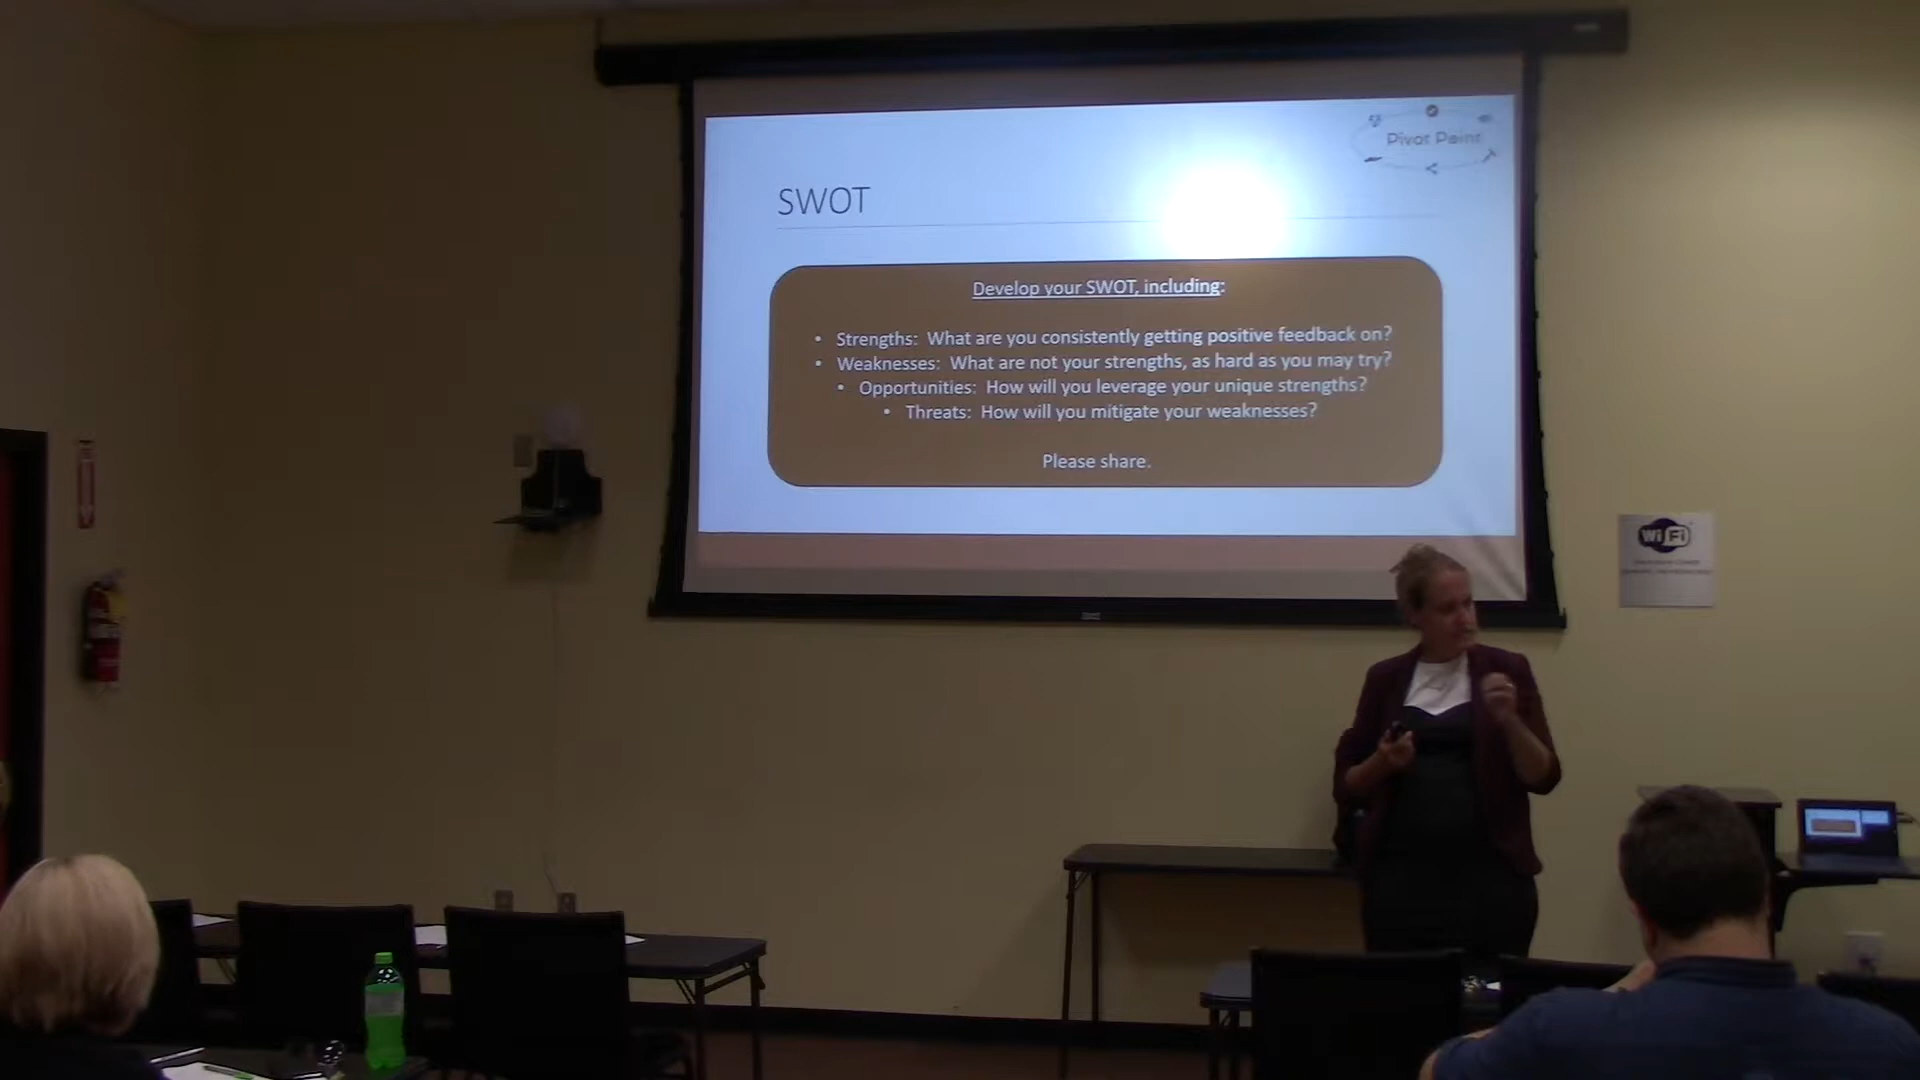 Pivot Point
SWOT
Develop your SWOT, including:
• Strengths: What are you consistently getting positive feedback on?
• Weaknesses: What are not your strengths, as hard as you may try?
• Opportunities: How will you leverage your unique strengths?
• Threats: How will you mitigate your weaknesses?
Please share.
Wi Fi